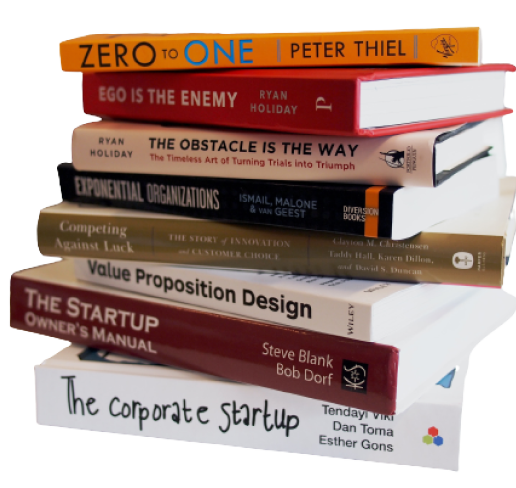 ZERO TO ONE PETER THIEL
EGO IS THE ENEMY RYAN
HOLIDAY P
RYAN
HOLIDAY THE OBSTACLE IS THE WAY
The Timeless Art of Turning Trials into Triumph
EXPONENTIAL ORGANIZATIONS ISMAIL, MALONE
& VAN GEEST DIVERSION
BOOKS
Competing
Against Luck THE STORY of INNOVATION
and CUSTOMER CHOICE Clayton M. Christensen
Taddy Hall, Karen Dillon,
and David S. Duncan
Value Proposition Design WILEY
THE STARTUP
OWNER'S MANUAL Steve Blank
Bob Dorf
The corporate startup Tendayi Viki
Dan Toma
Esther Gons